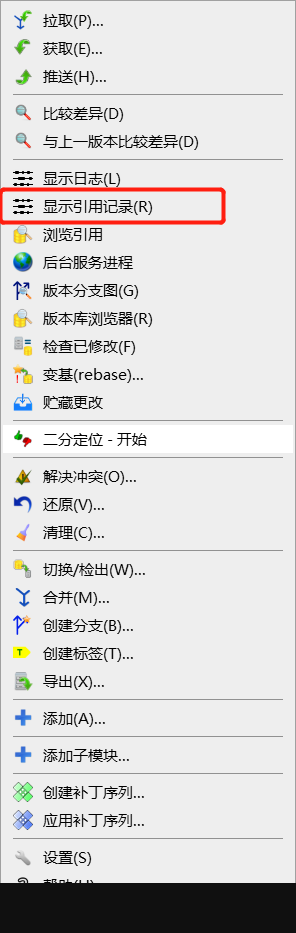 拉取(P)...
获取(E)...
推送(H)...
比较差异(D)
与上一版本比较差异(D)
显示日志(L)
显示引用记录(R)
浏览引用
后台服务进程
版本分支图(G)
版本库浏览器(R)
检查已修改(F)
变基(rebase)...
贮藏更改
二分定位 - 开始
解决冲突(O)...
还原(V)...
清理(C)...
切换/检出(W)...
合并(M)...
创建分支(B)...
创建标签(T)...
导出(X)...
添加(A)...
添加子模块...
创建补丁序列...
应用补丁序列...
设置(S)